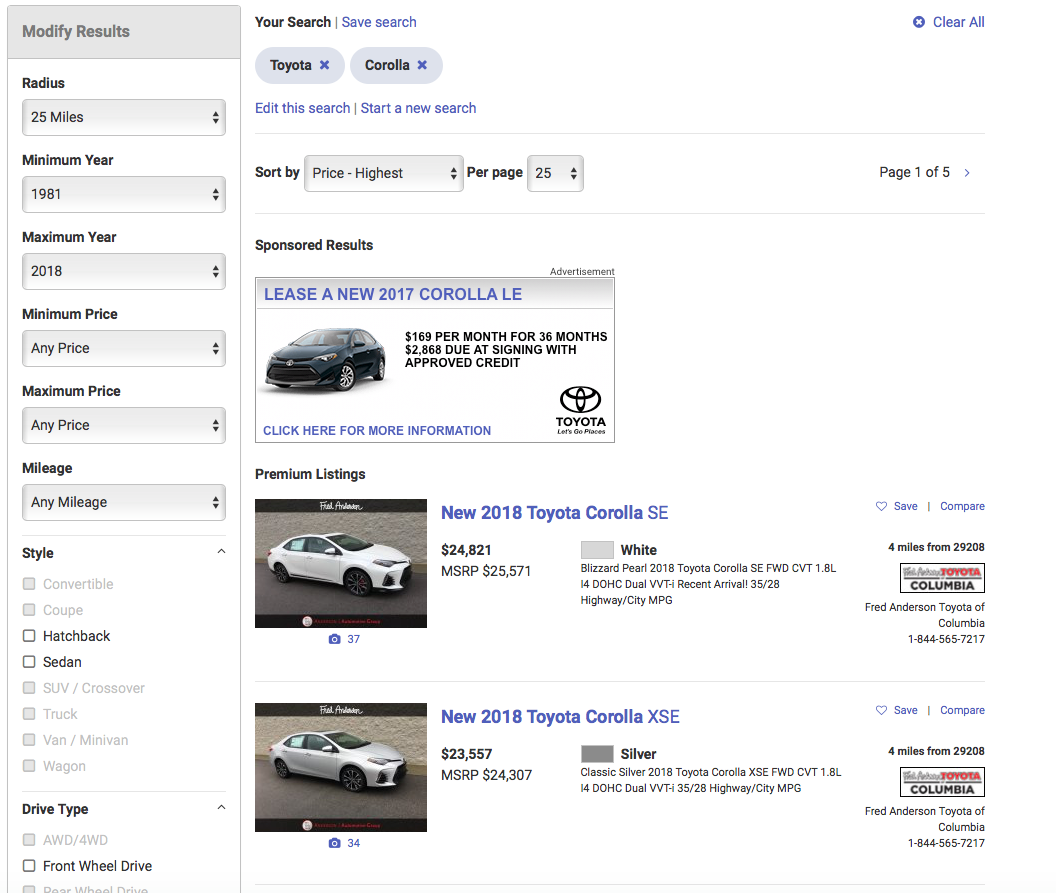 Modify Results
Radius
25 Miles
Minimum Year
1981
Maximum Year
2018
Minimum Price
Any Price
Maximum Price
Any Price
Mileage
Any Mileage
Style
Convertible
Coupe
Hatchback
Sedan
SUV / Crossover
Truck
Van / Minivan
Wagon
Drive Type
AWD/4WD
Front Wheel Drive
Rear Wheel Drive
Your Search | Save search
Clear All
Toyota
Corolla
Edit this search | Start a new search
Sort by Price - Highest Per page 25
Page 1 of 5
Sponsored Results
Advertisement
LEASE A NEW 2017 COROLLA LE
$169 PER MONTH FOR 36 MONTHS
$2,868 DUE AT SIGNING WITH
APPROVED CREDIT
TOYOTA
Let's Go Places
CLICK HERE FOR MORE INFORMATION
Premium Listings
Fred Anderson
Anderson | Automotive Group
37
New 2018 Toyota Corolla SE
$24,821
MSRP $25,571
White
Blizzard Pearl 2018 Toyota Corolla SE FWD CVT 1.8L
I4 DOHC Dual VVT-i Recent Arrival! 35/28
Highway/City MPG
Save | Compare
4 miles from 29208
Fred Anderson TOYOTA
COLUMBIA
Fred Anderson Toyota of
Columbia
1-844-565-7217
Fred Anderson
Anderson | Automotive Group
34
New 2018 Toyota Corolla XSE
$23,557
MSRP $24,307
Silver
Classic Silver 2018 Toyota Corolla XSE FWD CVT 1.8L
I4 DOHC Dual VVT-i 35/28 Highway/City MPG
Save | Compare
4 miles from 29208
Fred Anderson TOYOTA
COLUMBIA
Fred Anderson Toyota of
Columbia
1-844-565-7217